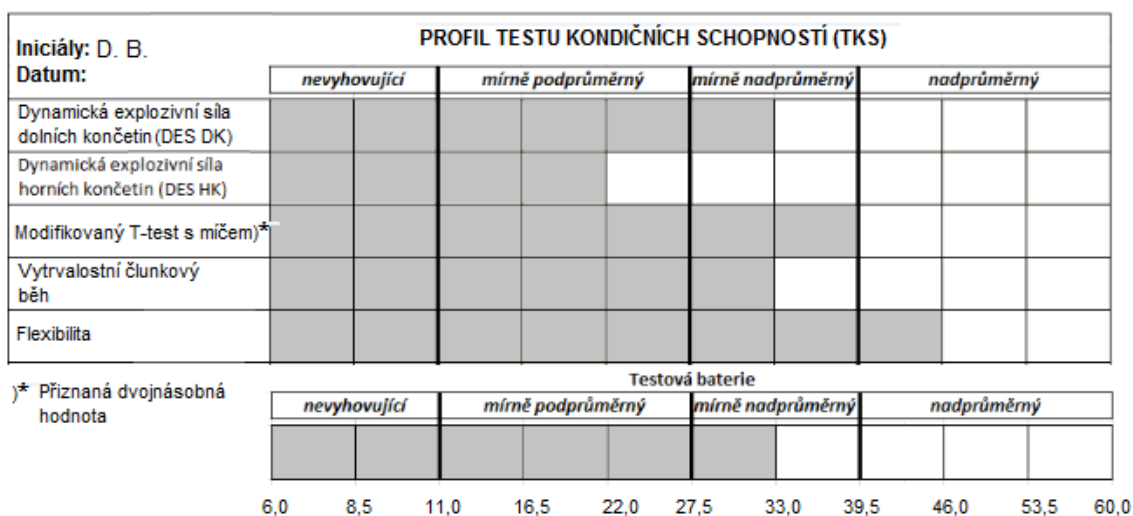 PROFIL TESTU KONDIČNÍCH SCHOPNOSTÍ (TKS)
Iniciály: D. B.
Datum:
nevyhovující mírně podprůměrný mírně nadprůměrný nadprůměrný
Dynamická explozivní síla
dolních končetin (DES DK)
Dynamická explozivní síla
horních končetin (DES HK)
Modifikovaný T-test s míčem)*
Vytrvalostní člunkový
běh
Flexibilita
)* Přiznaná dvojnásobná
hodnota
Testová baterie
nevyhovující mírně podprůměrný mírně nadprůměrný nadprůměrný
6,0 8,5 11,0 16,5 22,0 27,5 33,0 39,5 46,0 53,5 60,0